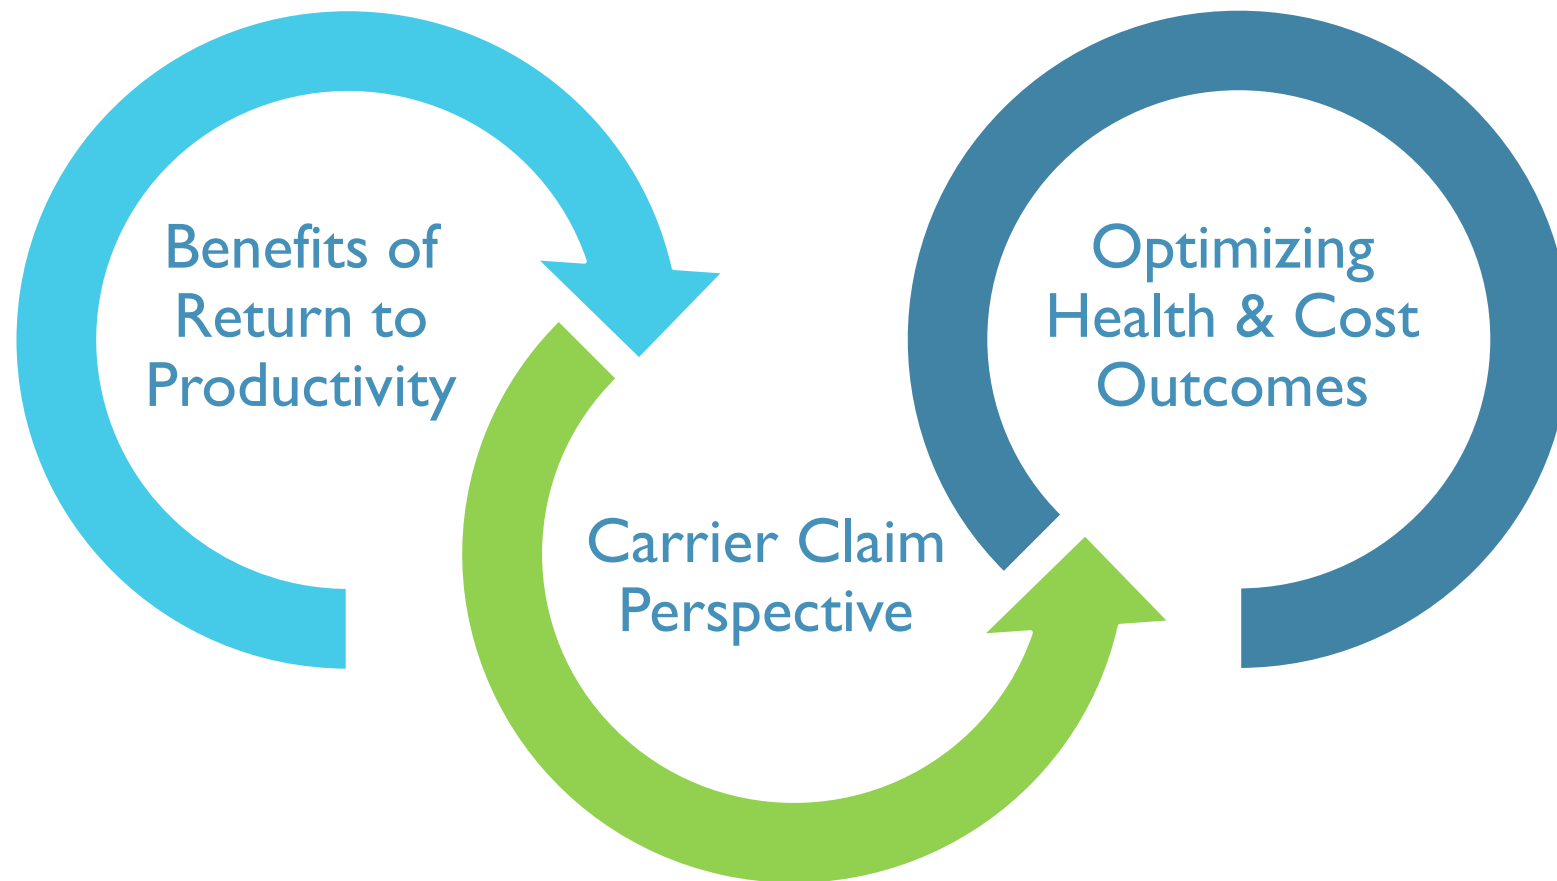 Benefits of
Return to
Productivity
Carrier Claim
Perspective
Optimizing
Health & Cost
Outcomes